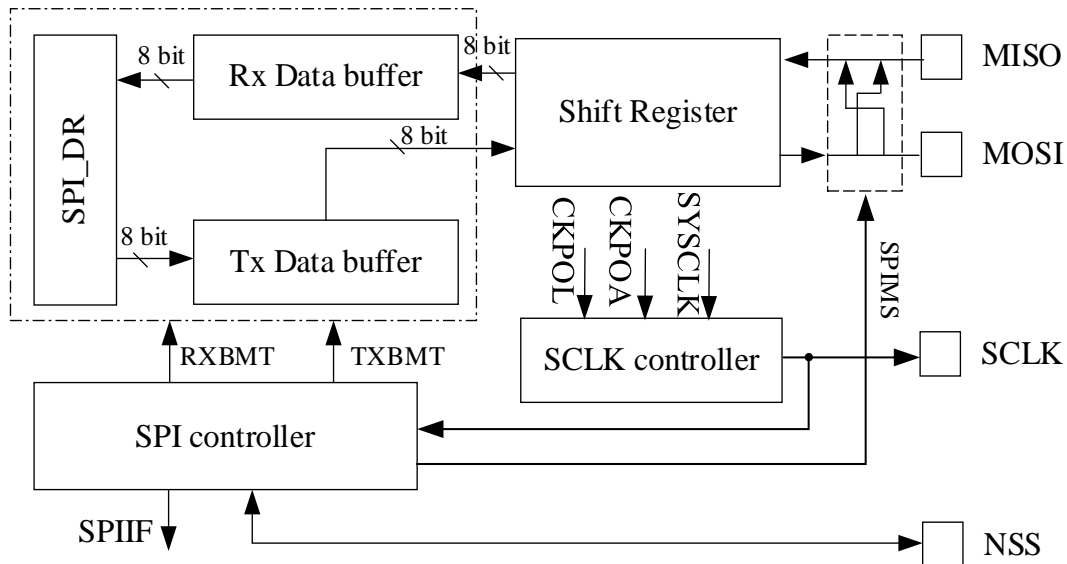 8 bit
Rx Data buffer
8 bit
Shift Register
MISO
SPI_DR
8 bit
MOSI
8 bit
Tx Data buffer
CKPOL
CKPOA
SYSCLK
SPIMS
RXBMT
TXBMT
SCLK controller
SCLK
SPI controller
SPIIF
NSS